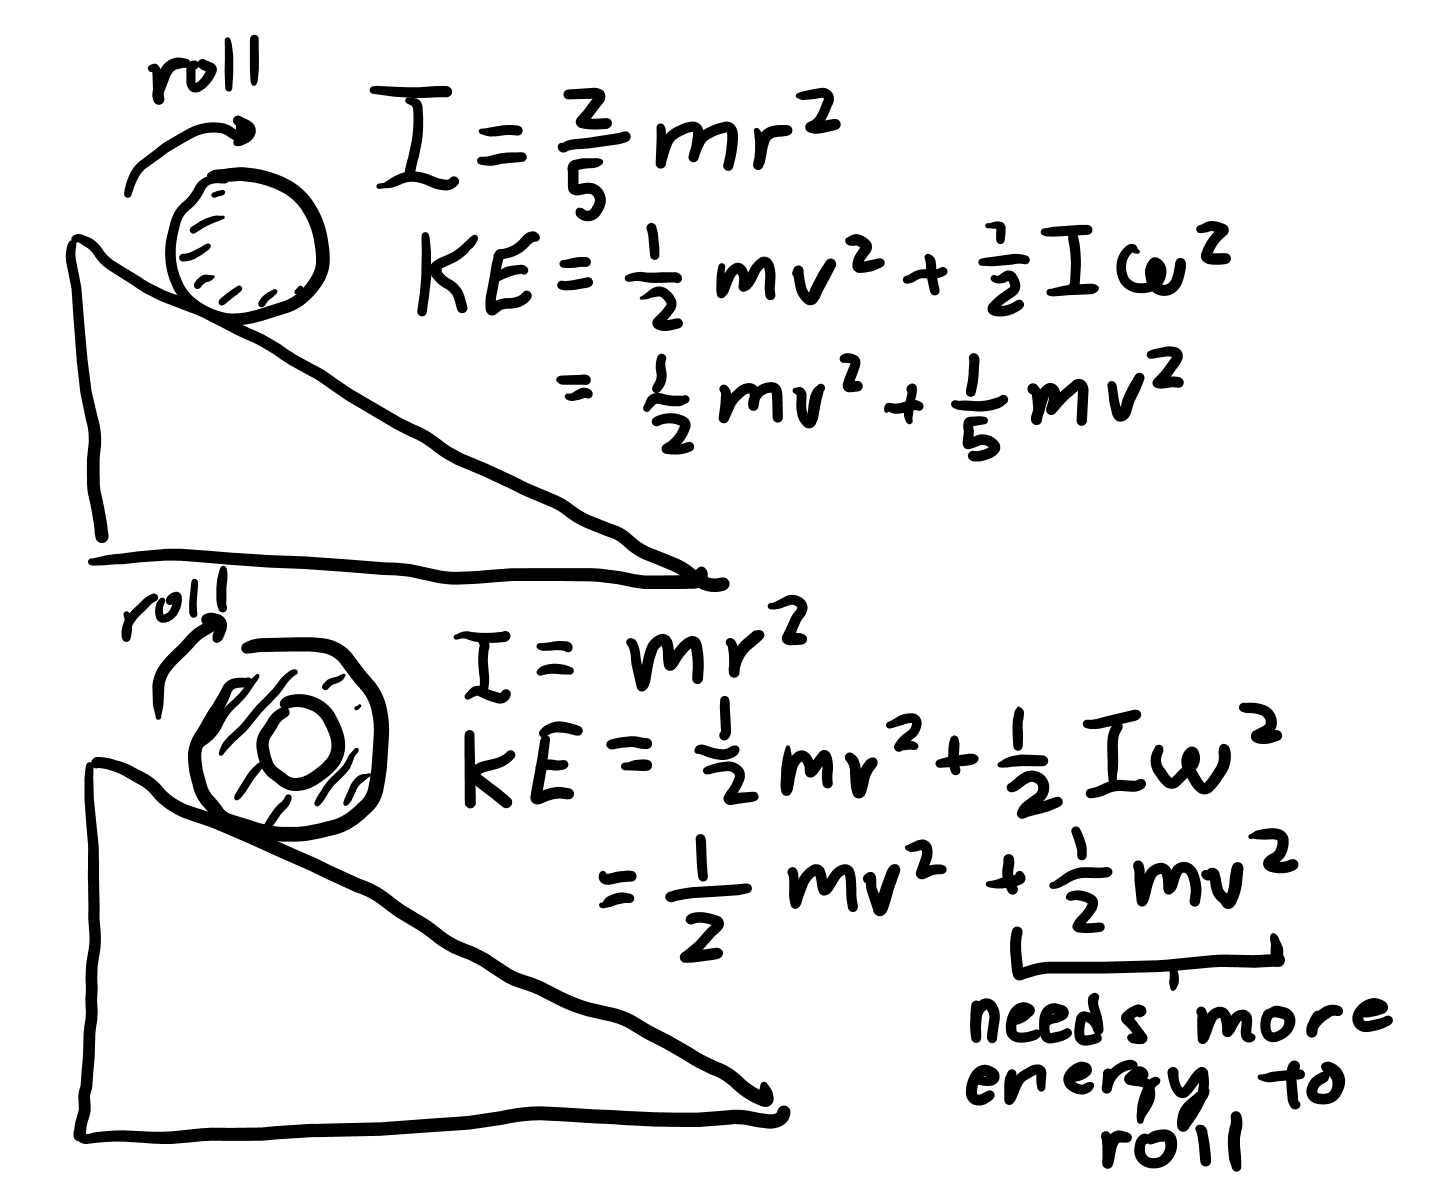 roll
I = 2/5 mr²
KE = 1/2 mv² + 1/2 Iω²
= 1/2 mv² + 1/5 mv²
roll
I = mr²
KE = 1/2 mv² + 1/2 Iω²
= 1/2 mv² + 1/2 mv²
needs more
energy to
roll